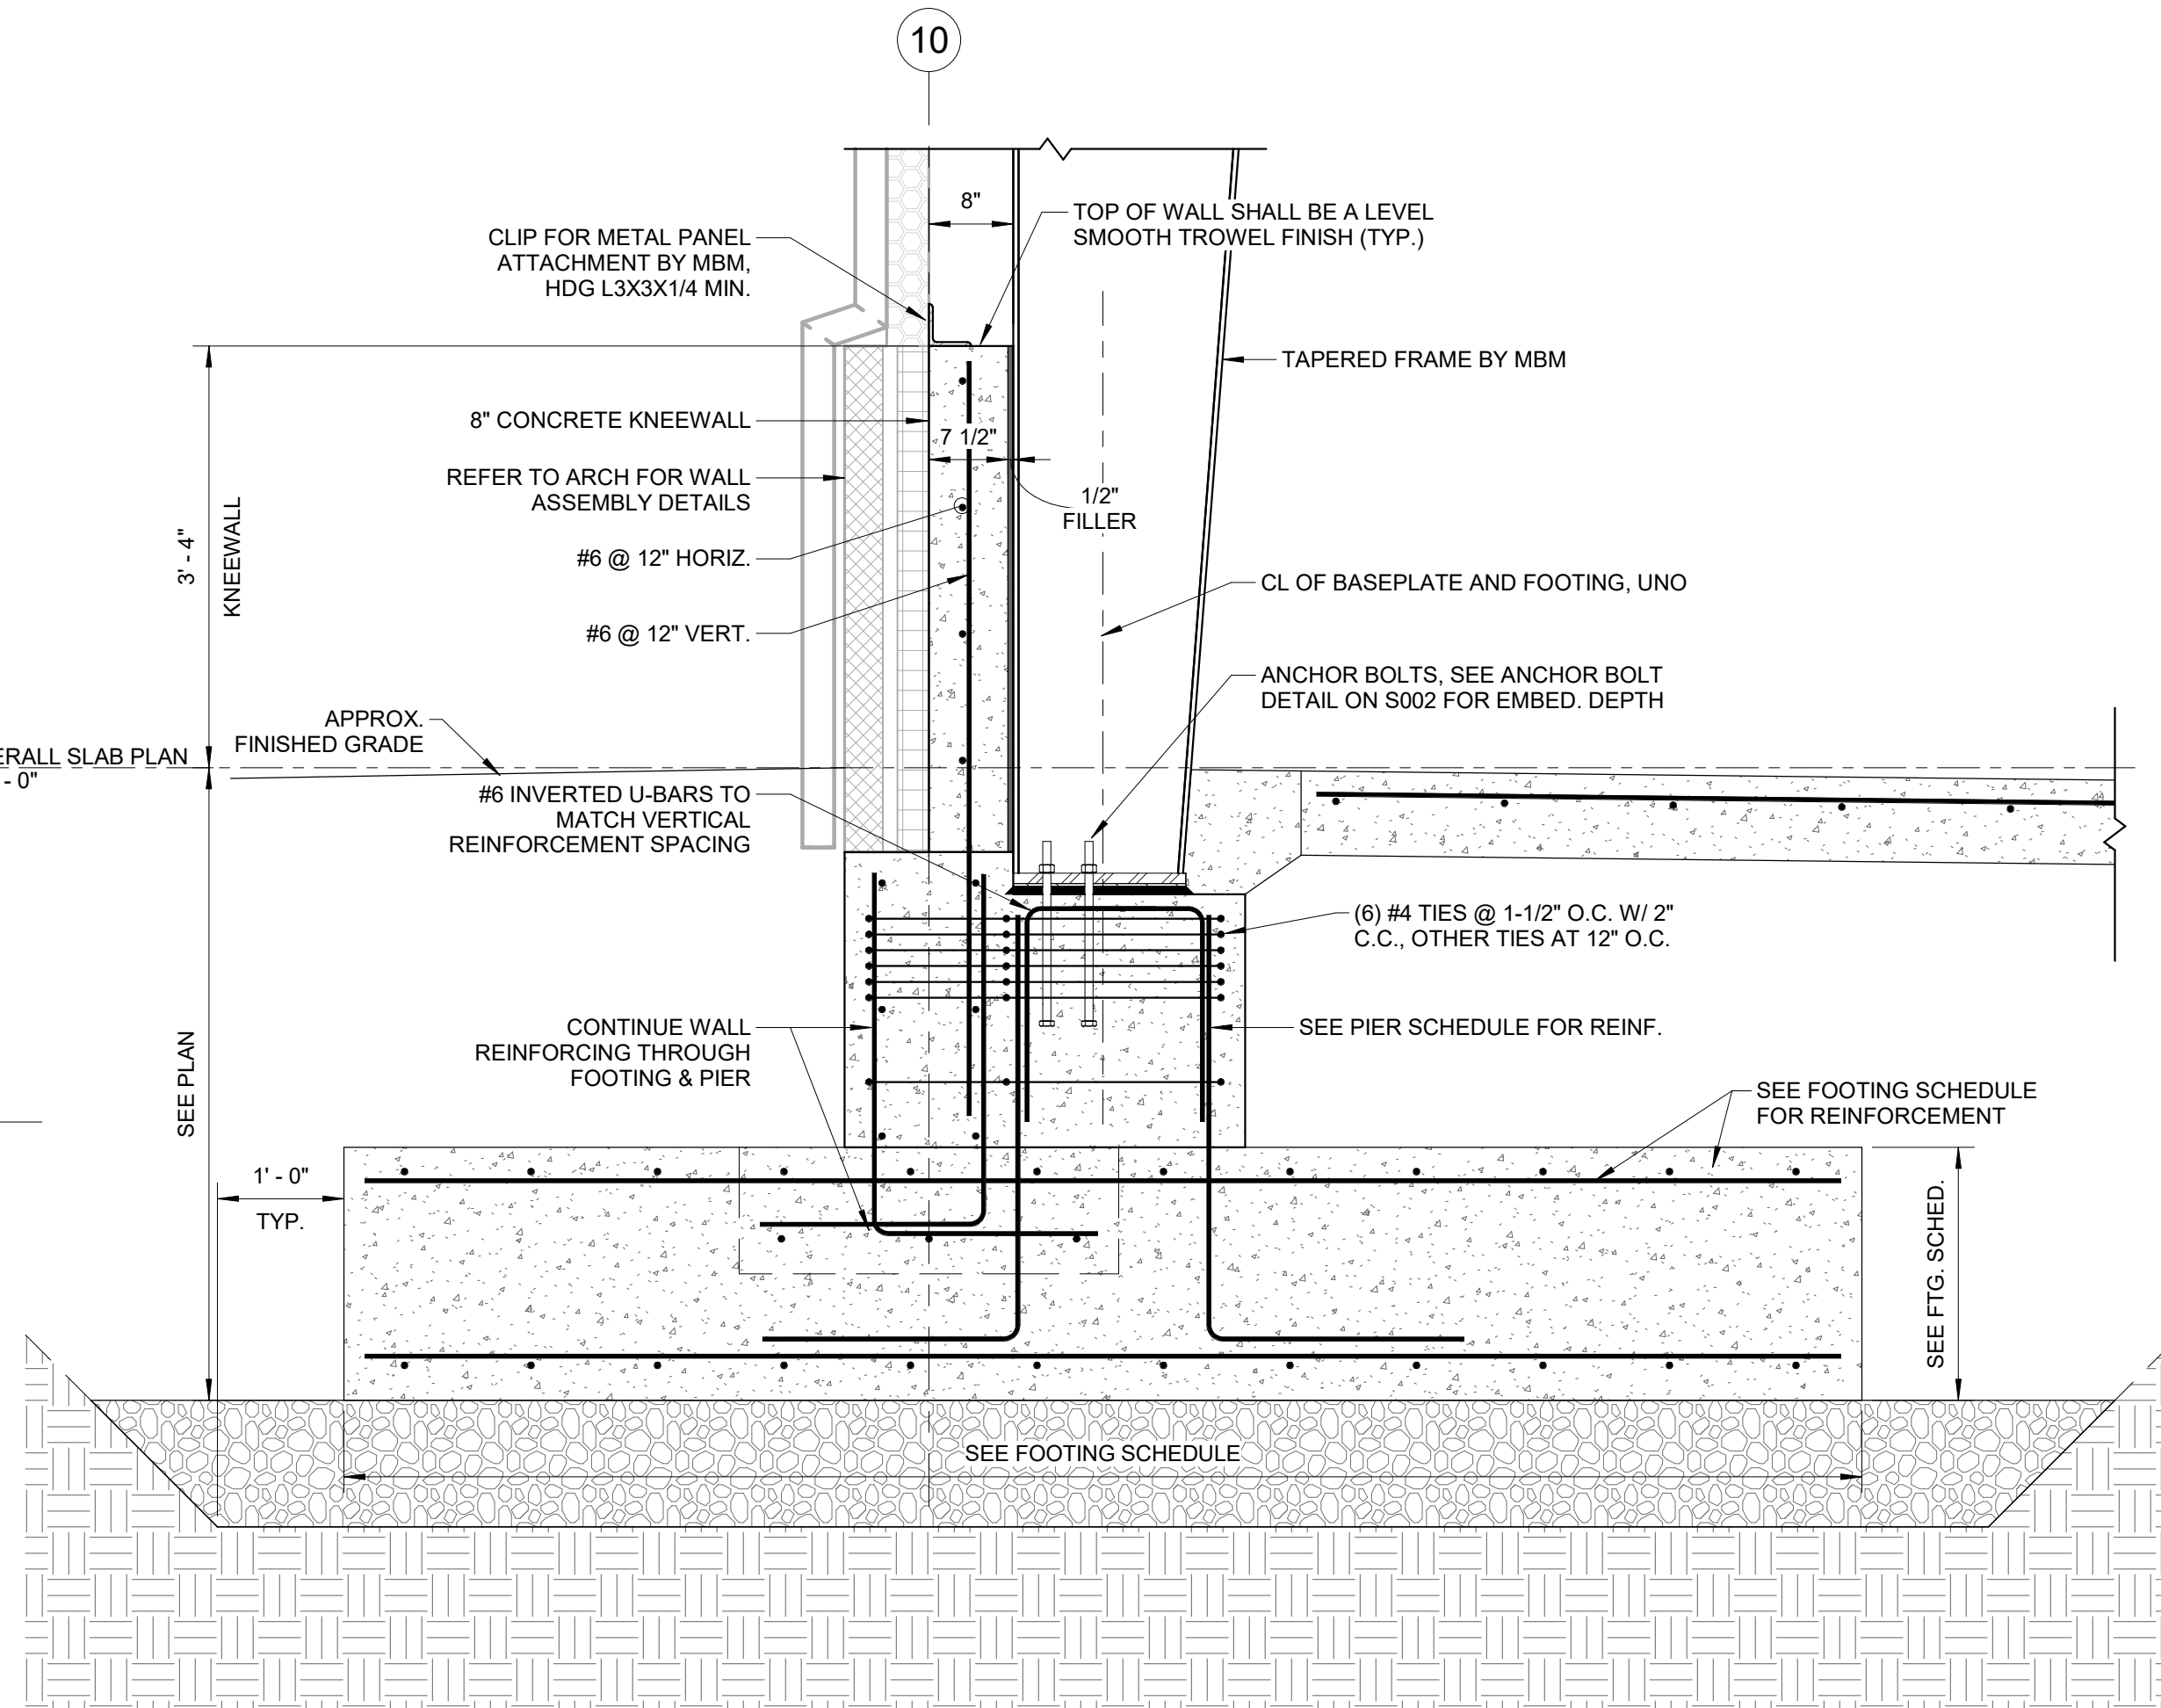 10
8"
TOP OF WALL SHALL BE A LEVEL
SMOOTH TROWEL FINISH (TYP.)
CLIP FOR METAL PANEL
ATTACHMENT BY MBM,
HDG L3X3X1/4 MIN.
TAPERED FRAME BY MBM
8" CONCRETE KNEEWALL
7 1/2"
REFER TO ARCH FOR WALL
ASSEMBLY DETAILS
1/2"
FILLER
3' - 4"
KNEEWALL
#6 @ 12" HORIZ.
CL OF BASEPLATE AND FOOTING, UNO
#6 @ 12" VERT.
ANCHOR BOLTS, SEE ANCHOR BOLT
DETAIL ON S002 FOR EMBED. DEPTH
APPROX.
FINISHED GRADE
ERALL SLAB PLAN
- 0"
#6 INVERTED U-BARS TO
MATCH VERTICAL
REINFORCEMENT SPACING
(6) #4 TIES @ 1-1/2" O.C. W/ 2"
C.C., OTHER TIES AT 12" O.C.
CONTINUE WALL
REINFORCING THROUGH
FOOTING & PIER
SEE PIER SCHEDULE FOR REINF.
SEE PLAN
SEE FOOTING SCHEDULE
FOR REINFORCEMENT
1' - 0"
TYP.
SEE FTG. SCHED.
SEE FOOTING SCHEDULE